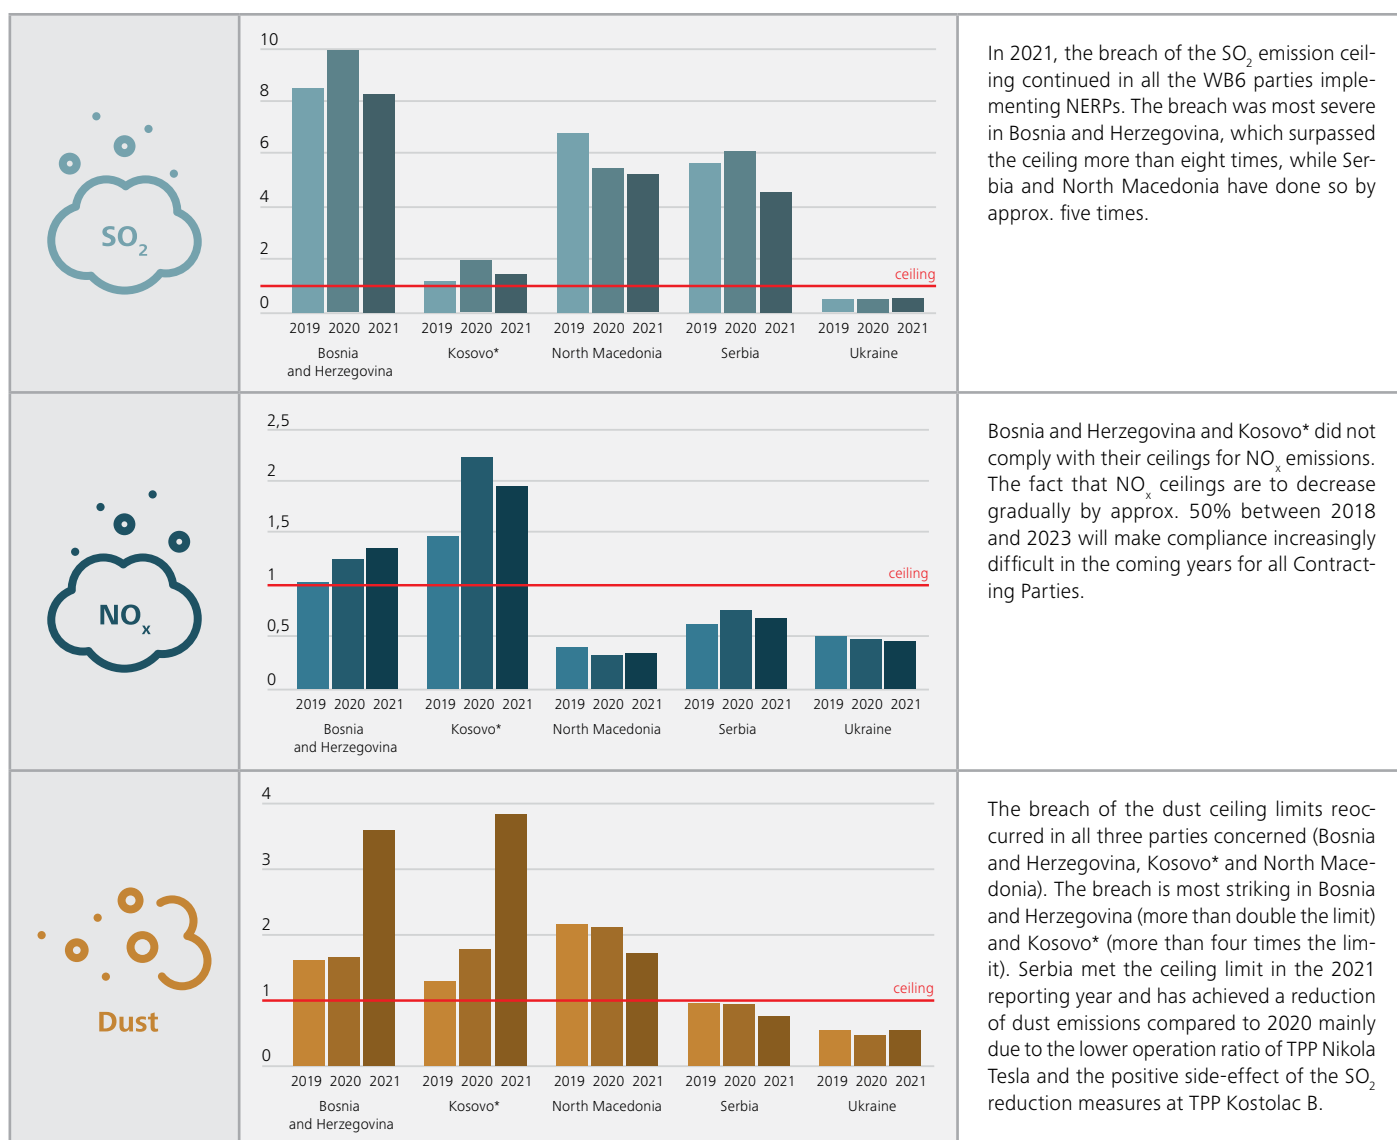 SO2
10
8
6
4
2
0
ceiling
2019 2020 2021 2019 2020 2021 2019 2020 2021 2019 2020 2021 2019 2020 2021
Bosnia
and Herzegovina
Kosovo*
North Macedonia
Serbia
Ukraine
In 2021, the breach of the SO2 emission ceil-
ing continued in all the WB6 parties imple-
menting NERPs. The breach was most severe
in Bosnia and Herzegovina, which surpassed
the ceiling more than eight times, while Ser-
bia and North Macedonia have done so by
approx. five times.
NOx
2,5
2
1,5
1
0,5
0
ceiling
2019 2020 2021 2019 2020 2021 2019 2020 2021 2019 2020 2021 2019 2020 2021
Bosnia
and Herzegovina
Kosovo*
North Macedonia
Serbia
Ukraine
Bosnia and Herzegovina and Kosovo* did not
comply with their ceilings for NOx emissions.
The fact that NOx ceilings are to decrease
gradually by approx. 50% between 2018
and 2023 will make compliance increasingly
difficult in the coming years for all Contract-
ing Parties.
Dust
4
3
2
1
0
ceiling
2019 2020 2021 2019 2020 2021 2019 2020 2021 2019 2020 2021 2019 2020 2021
Bosnia
and Herzegovina
Kosovo*
North Macedonia
Serbia
Ukraine
The breach of the dust ceiling limits reoc-
curred in all three parties concerned (Bosnia
and Herzegovina, Kosovo* and North Mace-
donia). The breach is most striking in Bosnia
and Herzegovina (more than double the limit)
and Kosovo* (more than four times the lim-
it). Serbia met the ceiling limit in the 2021
reporting year and has achieved a reduction
of dust emissions compared to 2020 mainly
due to the lower operation ratio of TPP Nikola
Tesla and the positive side-effect of the SO2
reduction measures at TPP Kostolac B.